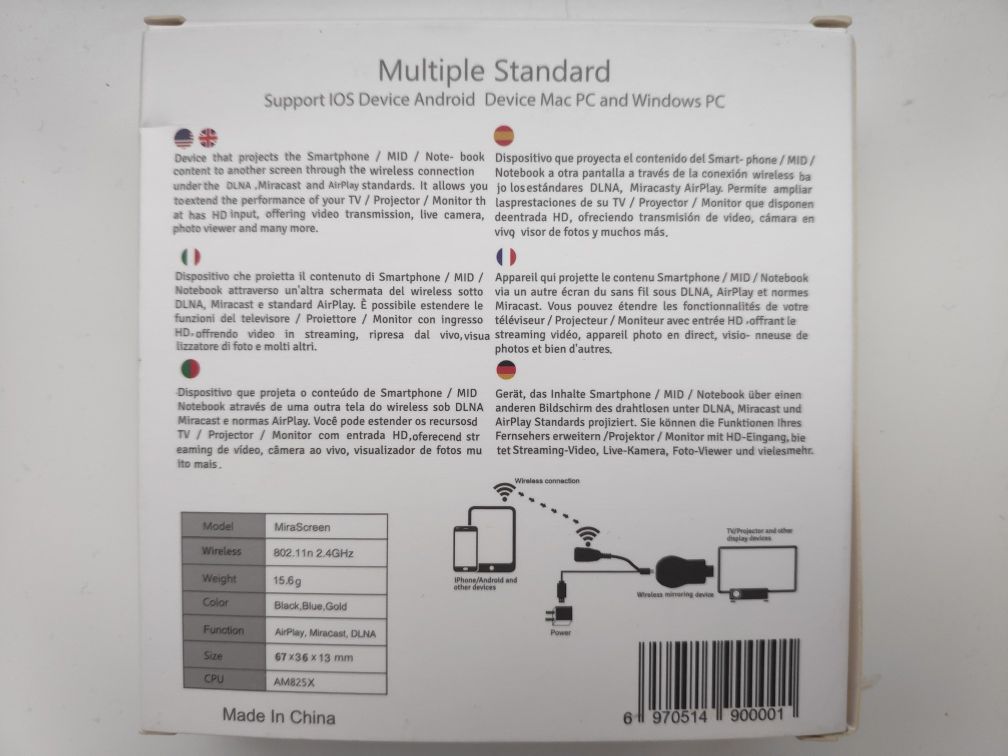 Multiple Standard
Support IOS Device Android Device Mac PC and Windows PC
Device that projects the Smartphone / MID / Note- book
content to another screen through the wireless connection
under the DLNA ,Miracast and AirPlay standards. It allows you
toextend the performance of your TV / Projector / Monitor th
at has HD input, offering video transmission, live camera,
photo viewer and many more.
Dispositivo que proyecta el contenido del Smart- phone / MID /
Notebook a otra pantalla a través de la conexión wireless ba
jo losestándares DLNA, Miracasty AirPlay. Permite ampliar
lasprestaciones de su TV / Proyector / Monitor que disponen
deentrada HD, ofreciendo transmisión de video, cámara en
vivq visor de fotos y muchos más.
Dispositivo che proietta il contenuto di Smartphone / MID /
Notebook attraverso un'altra schermata del wireless sotto
DLNA, Miracast e standard AirPlay. È possibile estendere le
funzioni del televisore / Proiettore / Monitor con ingresso
HD, offrendo video in streaming, ripresa dal vivo,visua
lizzatore di foto e molti altri.
Appareil qui projette le contenu Smartphone / MID / Notebook
via un autre écran du sans fil sous DLNA, AirPlay et normes
Miracast. Vous pouvez étendre les fonctionnalités de votre
téléviseur / Projecteur / Moniteur avec entrée HD ,offrant le
streaming vidéo, appareil photo en direct, visio- nneuse de
photos et bien d'autres.
Dispositivo que projeta o conteúdo de Smartphone / MID
Notebook através de uma outra tela do wireless sob DLNA
Miracast e normas AirPlay. Você pode estender os recursosd
TV / Projector / Monitor com entrada HD,oferecend str
eaming de vídeo, câmera ao vivo, visualizador de fotos mu
ito mais.
Gerät, das Inhalte Smartphone / MID / Notebook über einen
anderen Bildschirm des drahtlosen unter DLNA, Miracast und
AirPlay Standards projiziert. Sie können die Funktionen Ihres
Fernsehers erweitern /Projektor / Monitor mit HD-Eingang, bie
tet Streaming-Video, Live-Kamera, Foto-Viewer und vielesmehr.
Wireless connection
TV/Projector and other
display devices
IPhone/Android and
other devices
Wireless mirroring device
Power
Model MiraScreen
Wireless 802.11n 2.4GHz
Weight 15.6g
Color Black,Blue,Gold
Function AirPlay, Miracast, DLNA
Size 67×36×13 mm
CPU AM825X
Made In China
6 970514 900001